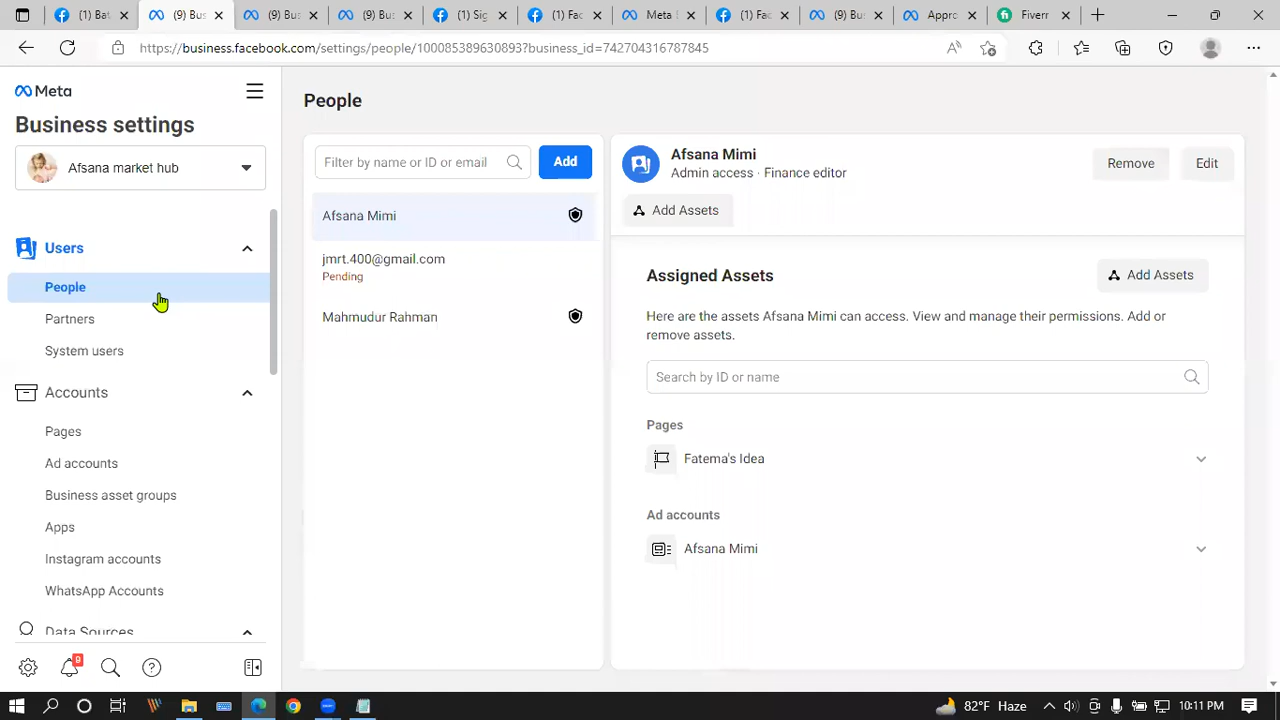 (1) Bat
(9) Bus
(9) Bus
(9) Bus
(1) Sig
(1) Fac
Meta B
(1) Fac
(9) Bus
Appro
Fiverr
https://business.facebook.com/settings/people/100085389630893?business_id=742704316787845
Meta
Business settings
Afsana market hub
Users
People
Partners
System users
Accounts
Pages
Ad accounts
Business asset groups
Apps
Instagram accounts
WhatsApp Accounts
Data Sources
9
People
Filter by name or ID or email
Add
Afsana Mimi
jmrt.400@gmail.com
Pending
Mahmudur Rahman
Afsana Mimi
Admin access · Finance editor
Remove
Edit
Add Assets
Assigned Assets
Add Assets
Here are the assets Afsana Mimi can access. View and manage their permissions. Add or
remove assets.
Search by ID or name
Pages
Fatema's Idea
Ad accounts
Afsana Mimi
82°F Haze
10:11 PM